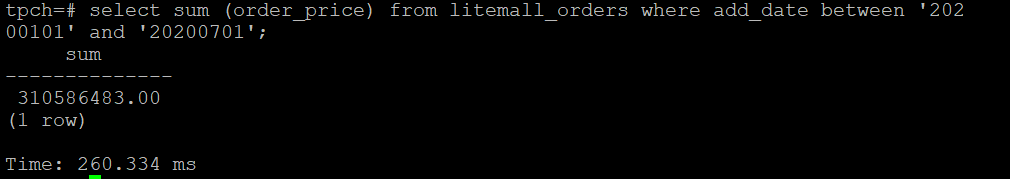 tpch=# select sum (order_price) from litemall_orders where add_date between '202
00101' and '20200701';
sum
--------------
310586483.00
(1 row)
Time: 260.334 ms